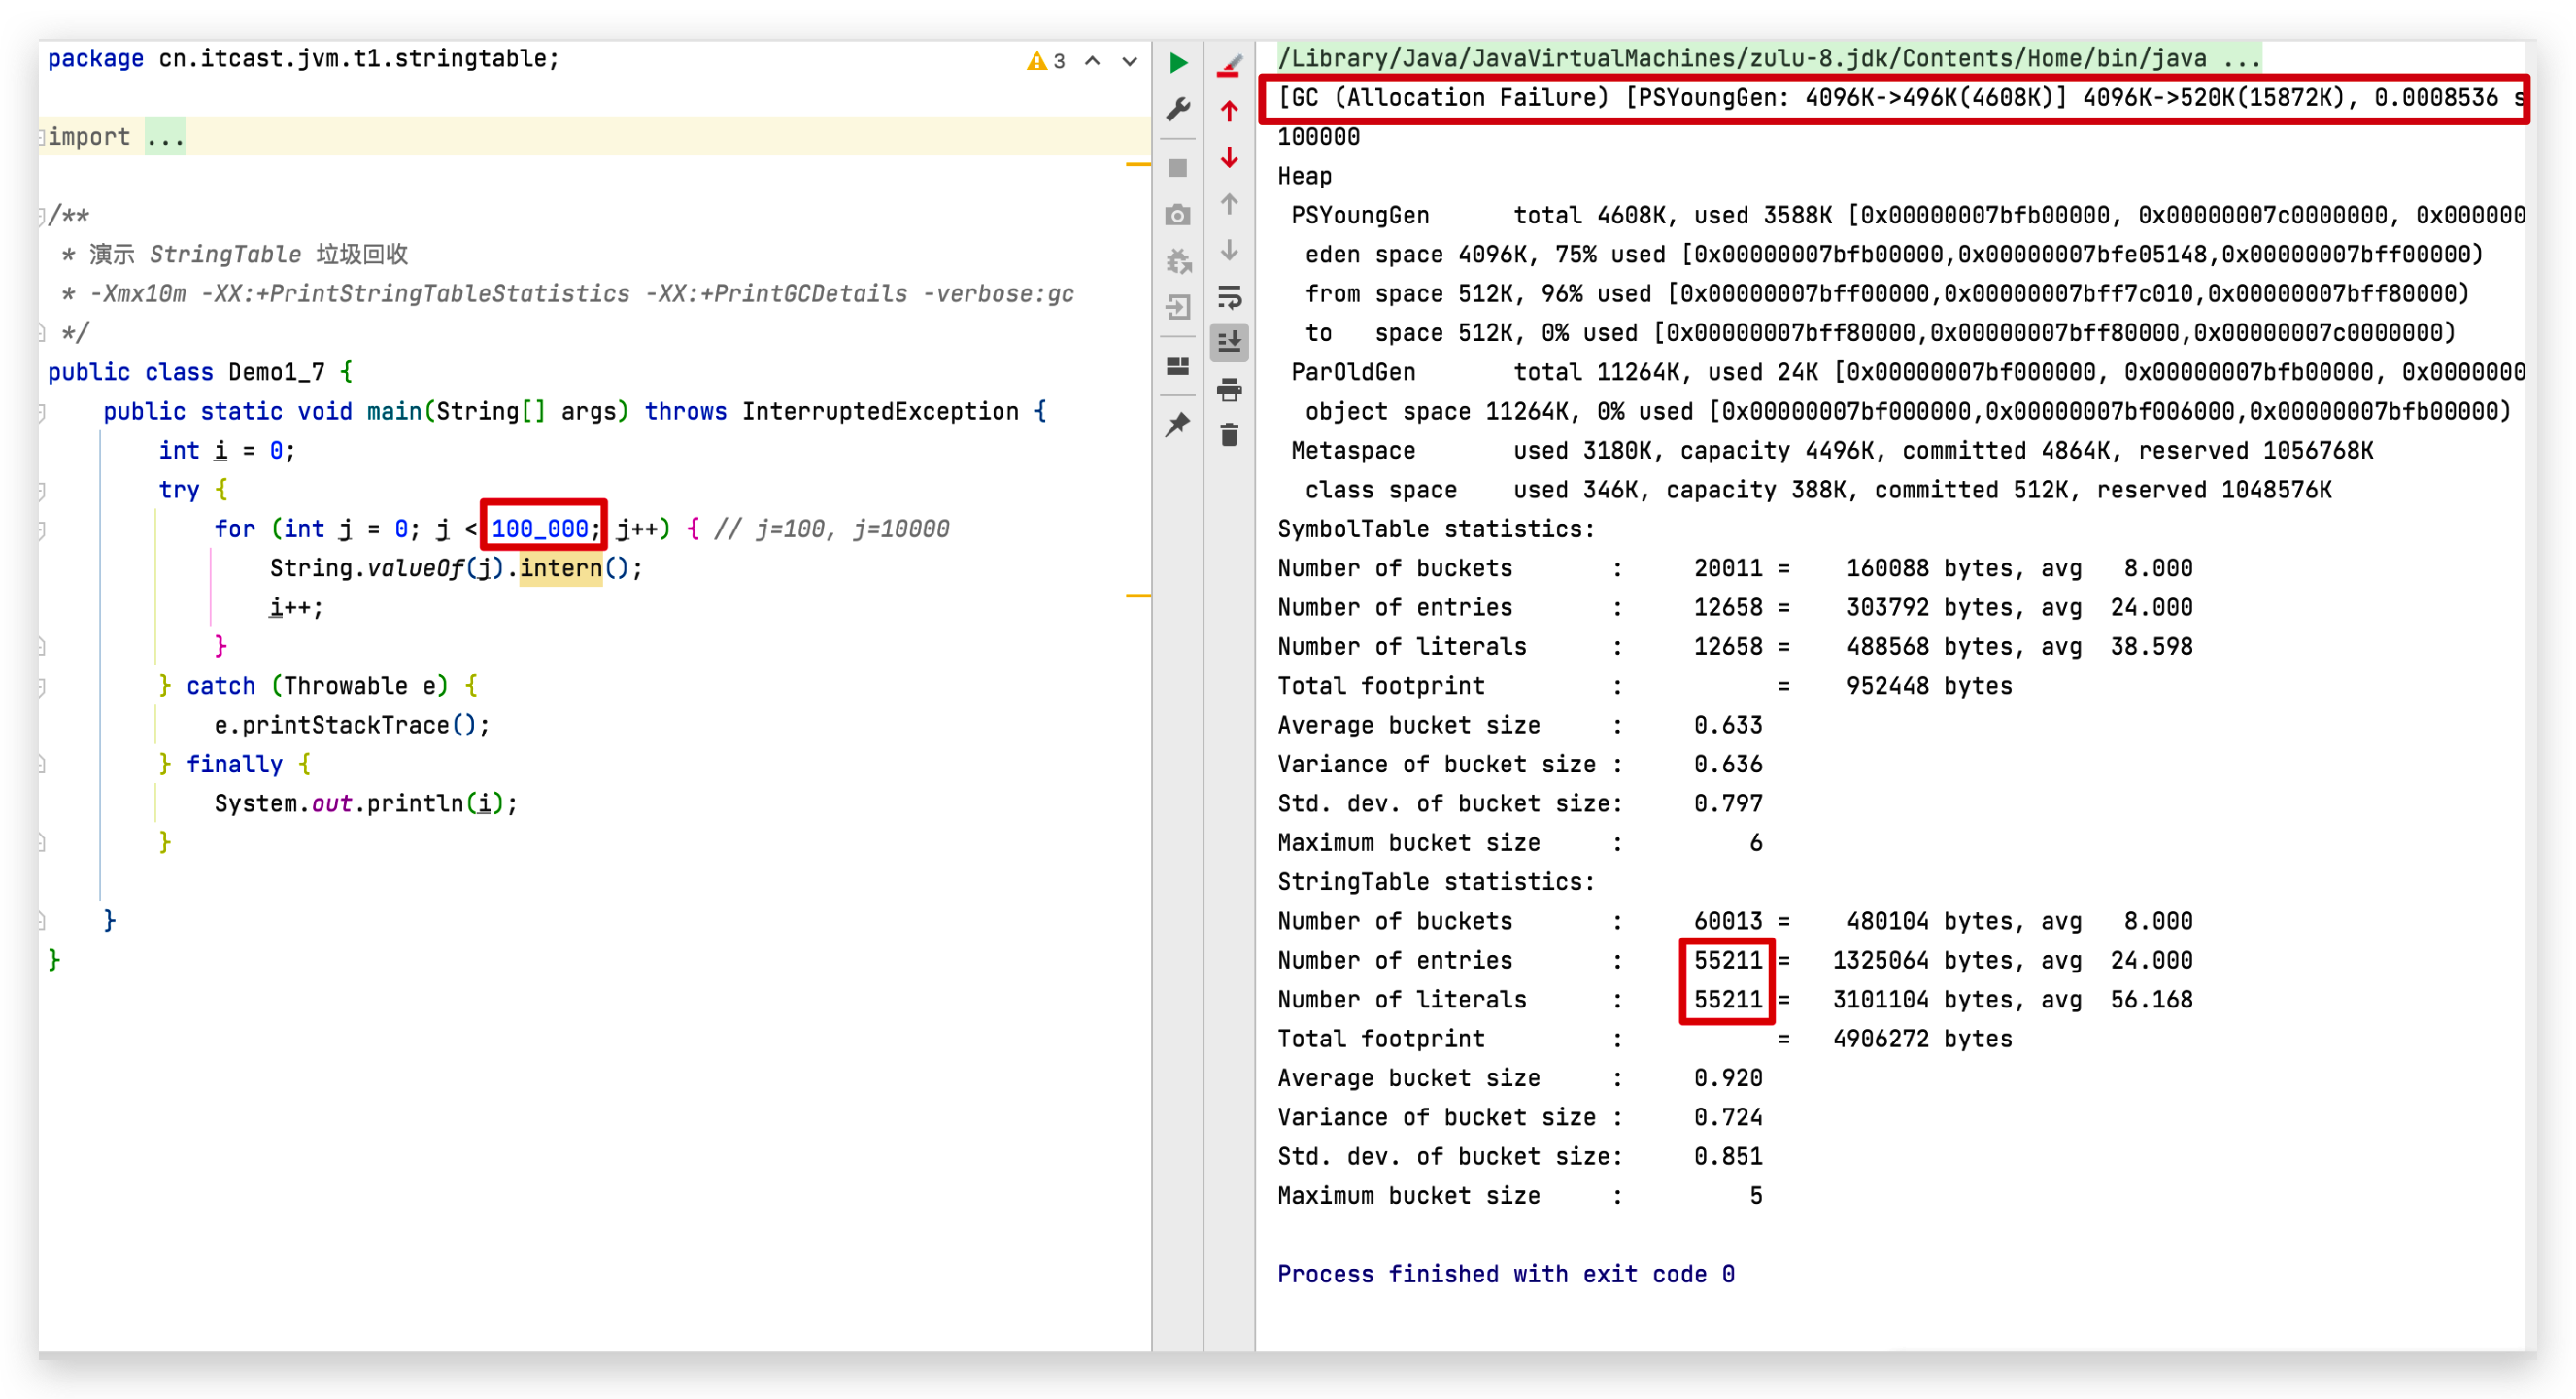 package cn.itcast.jvm.t1.stringtable;
3
import ...
/**
 * 演示 StringTable 垃圾回收
 * -Xmx10m -XX:+PrintStringTableStatistics -XX:+PrintGCDetails -verbose:gc
 */
public class Demo1_7 {
    public static void main(String[] args) throws InterruptedException {
        int i = 0;
        try {
            for (int j = 0; j < 100_000; j++) { // j=100, j=10000
                String.valueOf(j).intern();
                i++;
            }
        } catch (Throwable e) {
            e.printStackTrace();
        } finally {
            System.out.println(i);
        }
    }
}
/Library/Java/JavaVirtualMachines/zulu-8.jdk/Contents/Home/bin/java ...
[GC (Allocation Failure) [PSYoungGen: 4096K->496K(4608K)] 4096K->520K(15872K), 0.0008536 s
100000
Heap
 PSYoungGen      total 4608K, used 3588K [0x00000007bfb00000, 0x00000007c0000000, 0x000000
  eden space 4096K, 75% used [0x00000007bfb00000,0x00000007bfe05148,0x00000007bff00000)
  from space 512K, 96% used [0x00000007bff00000,0x00000007bff7c010,0x00000007bff80000)
  to   space 512K, 0% used [0x00000007bff80000,0x00000007bff80000,0x00000007c0000000)
 ParOldGen       total 11264K, used 24K [0x00000007bf000000, 0x00000007bfb00000, 0x0000000
  object space 11264K, 0% used [0x00000007bf000000,0x00000007bf006000,0x00000007bfb00000)
 Metaspace       used 3180K, capacity 4496K, committed 4864K, reserved 1056768K
  class space    used 346K, capacity 388K, committed 512K, reserved 1048576K
SymbolTable statistics:
Number of buckets       :     20011 =    160088 bytes, avg   8.000
Number of entries       :     12658 =    303792 bytes, avg  24.000
Number of literals      :     12658 =    488568 bytes, avg  38.598
Total footprint         :           =    952448 bytes
Average bucket size     :     0.633
Variance of bucket size :     0.636
Std. dev. of bucket size:     0.797
Maximum bucket size     :         6
StringTable statistics:
Number of buckets       :     60013 =    480104 bytes, avg   8.000
Number of entries       :     55211 =   1325064 bytes, avg  24.000
Number of literals      :     55211 =   3101104 bytes, avg  56.168
Total footprint         :           =   4906272 bytes
Average bucket size     :     0.920
Variance of bucket size :     0.724
Std. dev. of bucket size:     0.851
Maximum bucket size     :         5
Process finished with exit code 0